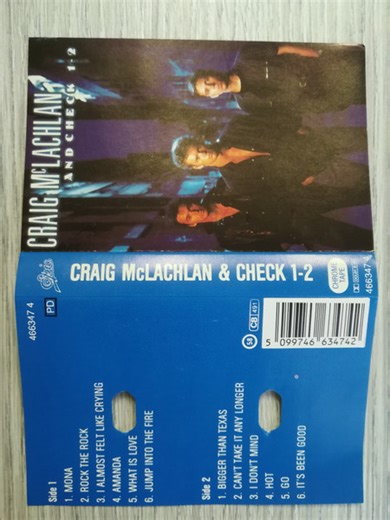 CRAIG McLACHLAN
AND CHECK 1-2
Epic
CRAIG McLACHLAN & CHECK 1-2
CHROME
TAPE
466347
466347 4
PD
58
CB 491
5 099746 634742
Side 1
1. MONA
2. ROCK THE ROCK
3. I ALMOST FELT LIKE CRYING
4. AMANDA
5. WHAT IS LOVE
6. JUMP INTO THE FIRE
Side 2
1. BIGGER THAN TEXAS
2. CAN'T TAKE IT ANY LONGER
3. I DON'T MIND
4. HOT
5. GO
6. IT'S BEEN GOOD